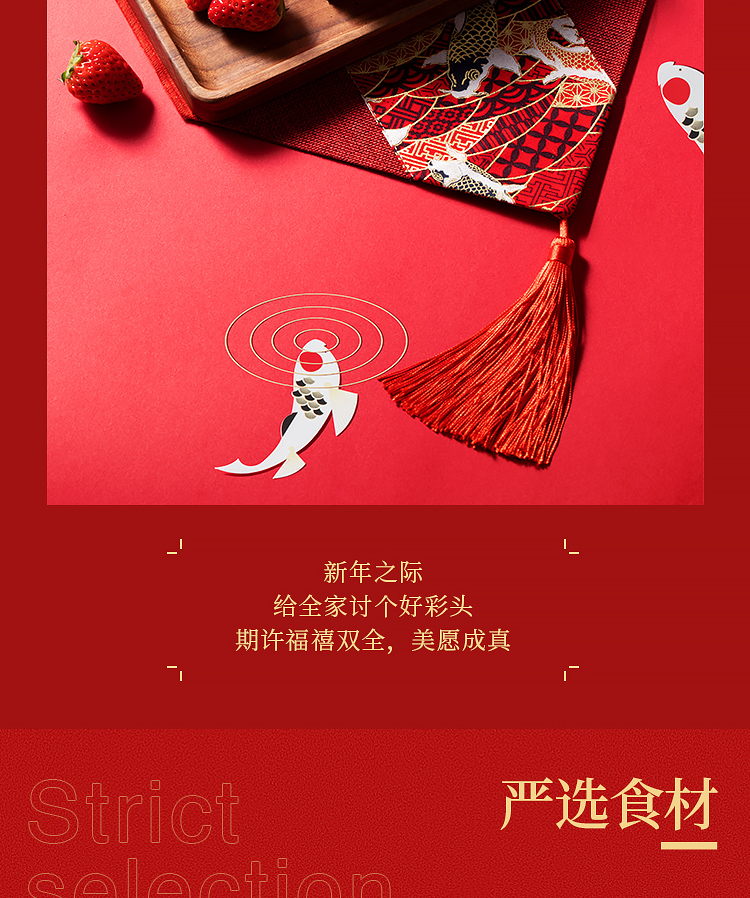 新年之际
给全家讨个好彩头
期许福禧双全，美愿成真
严选食材
Strict
selection